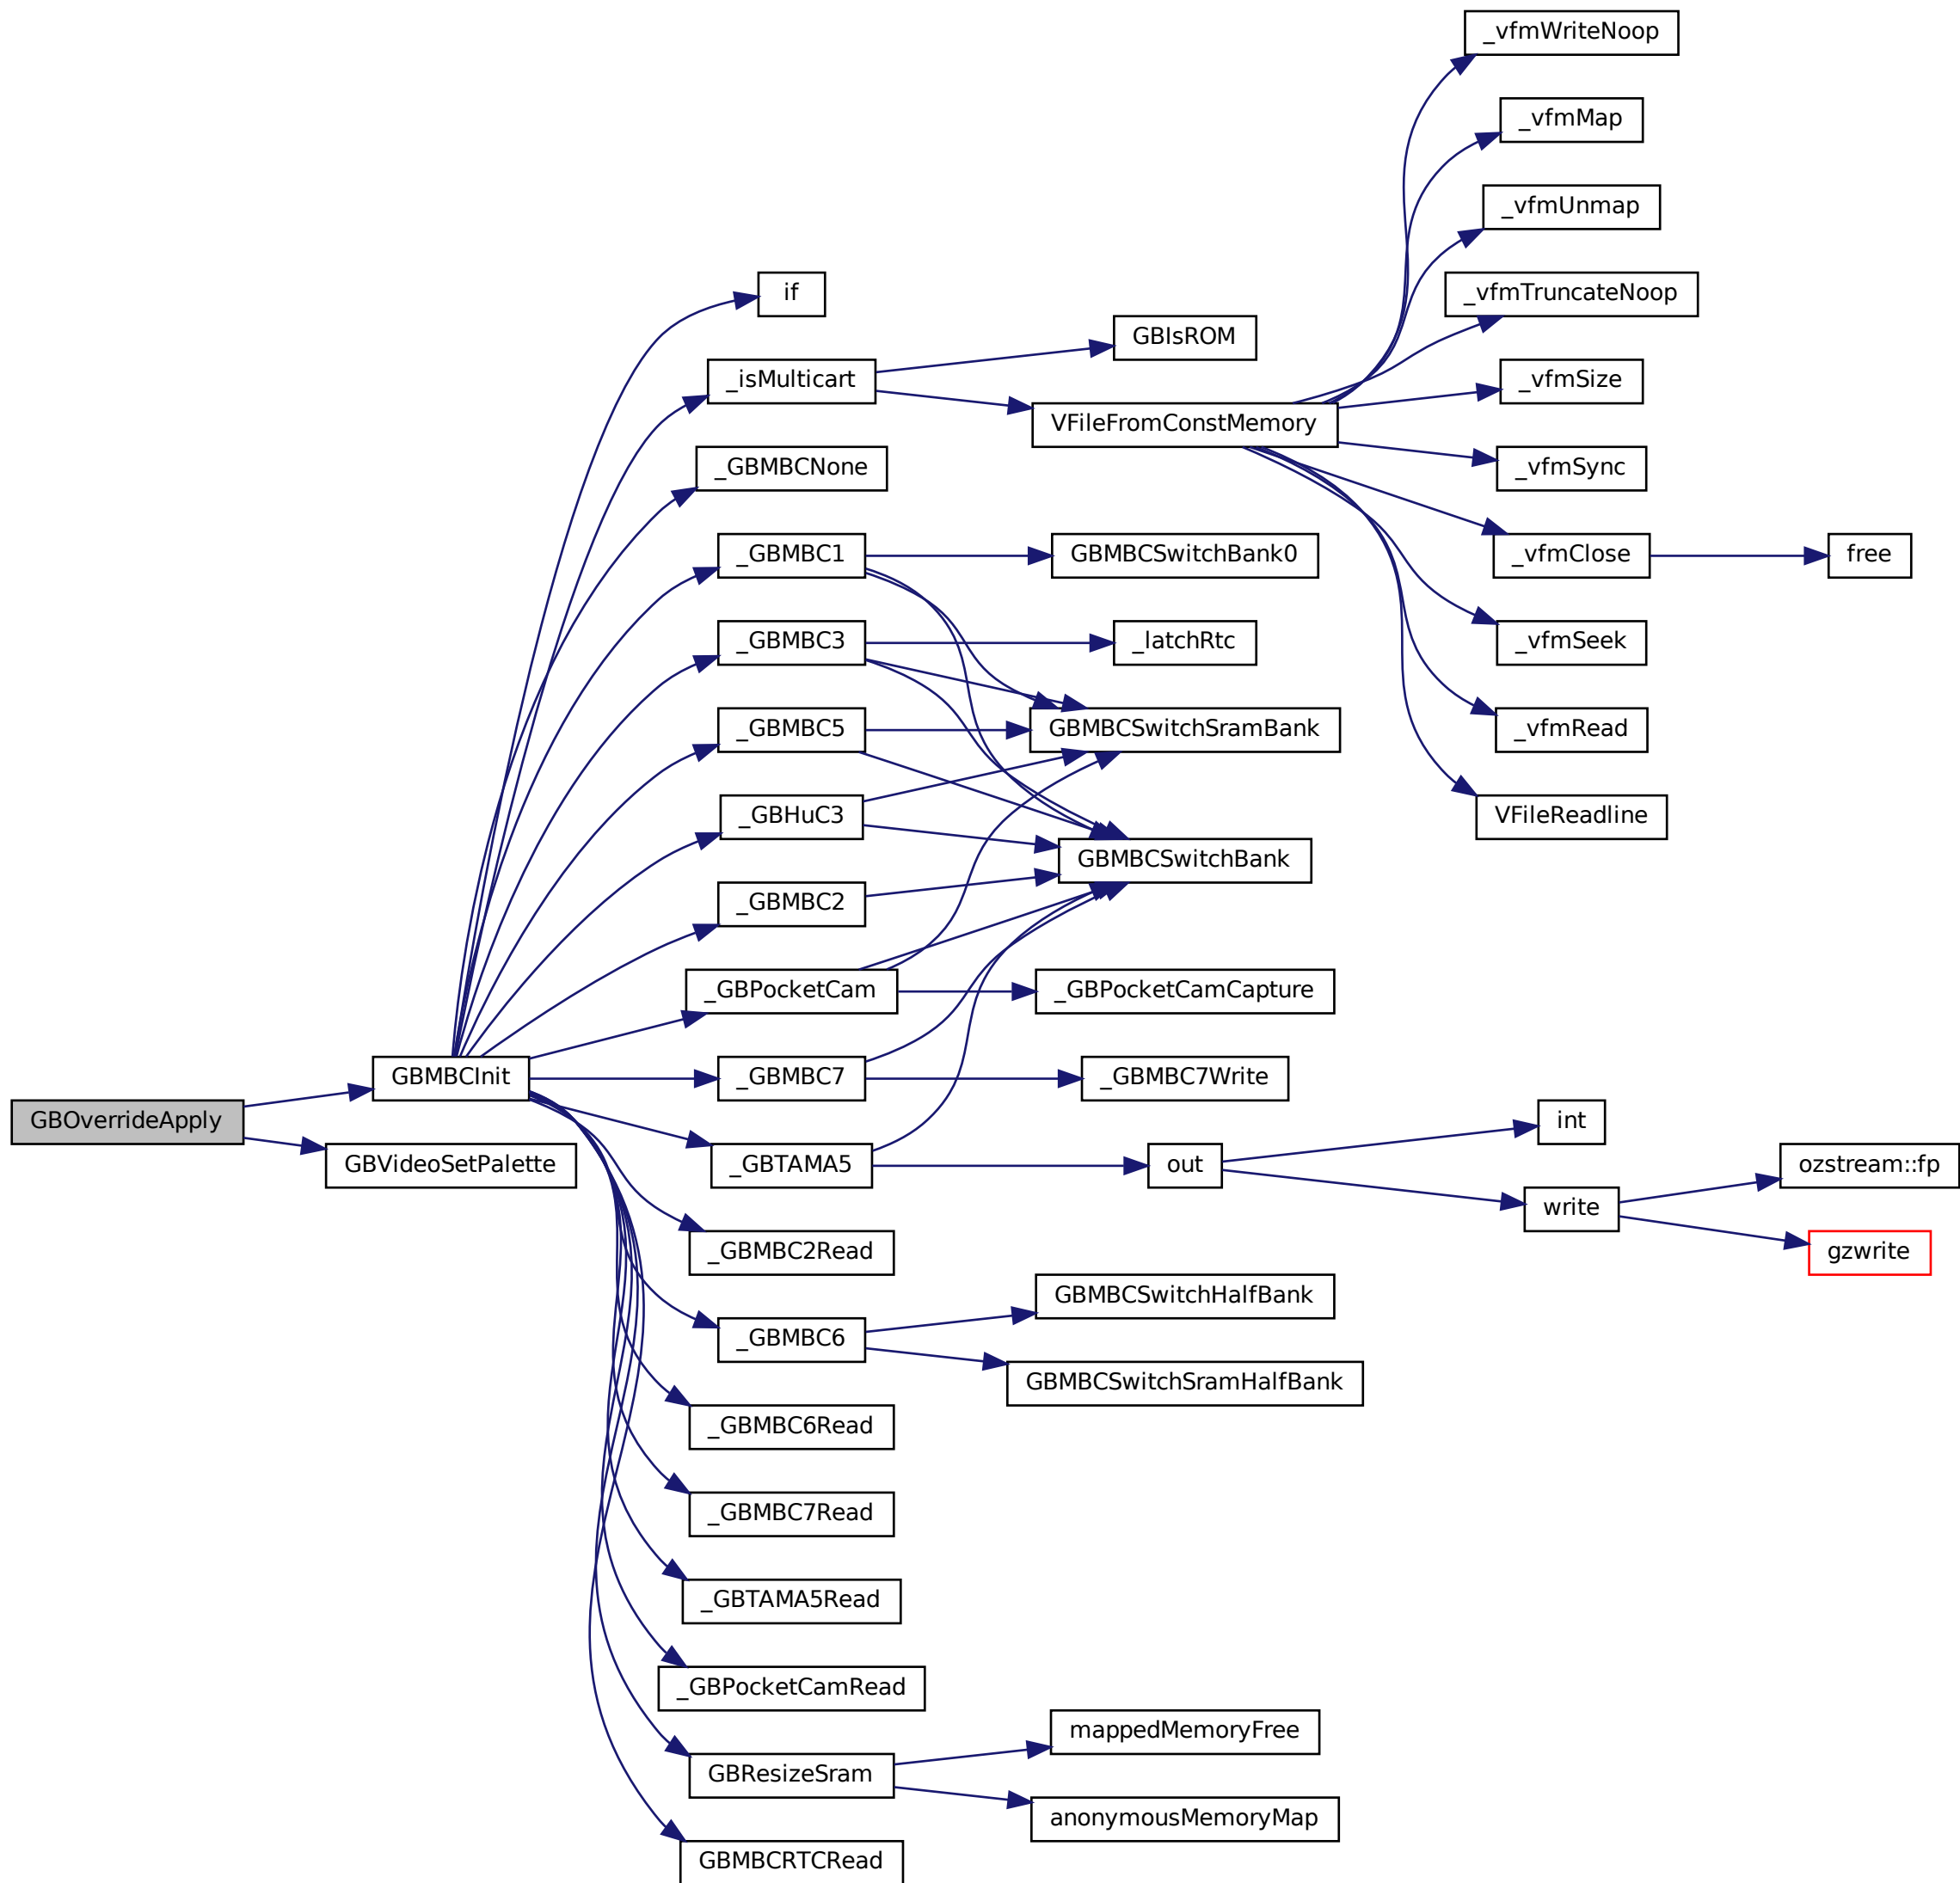 _vfmWriteNoop
_vfmMap
_vfmUnmap
if
_vfmTruncateNoop
GBIsROM
_isMulticart
_vfmSize
VFileFromConstMemory
_GBMBCNone
_vfmSync
_GBMBC1
GBMBCSwitchBank0
_vfmClose
free
_GBMBC3
_latchRtc
_vfmSeek
_GBMBC5
GBMBCSwitchSramBank
_vfmRead
_GBHuC3
VFileReadline
GBMBCSwitchBank
_GBMBC2
_GBPocketCam
_GBPocketCamCapture
GBMBCInit
_GBMBC7
_GBMBC7Write
GBOverrideApply
int
GBVideoSetPalette
_GBTAMA5
out
ozstream::fp
write
_GBMBC2Read
gzwrite
GBMBCSwitchHalfBank
_GBMBC6
GBMBCSwitchSramHalfBank
_GBMBC6Read
_GBMBC7Read
_GBTAMA5Read
_GBPocketCamRead
mappedMemoryFree
GBResizeSram
anonymousMemoryMap
GBMBCRTCRead